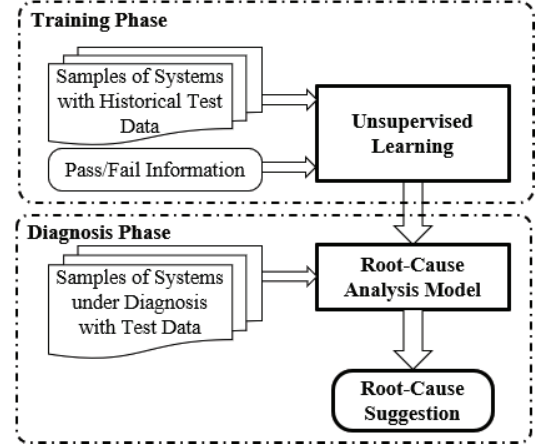 Training Phase
Samples of Systems
with Historical Test
Data
Pass/Fail Information
Unsupervised
Learning
Diagnosis Phase
Samples of Systems
under Diagnosis
with Test Data
Root-Cause
Analysis Model
Root-Cause
Suggestion